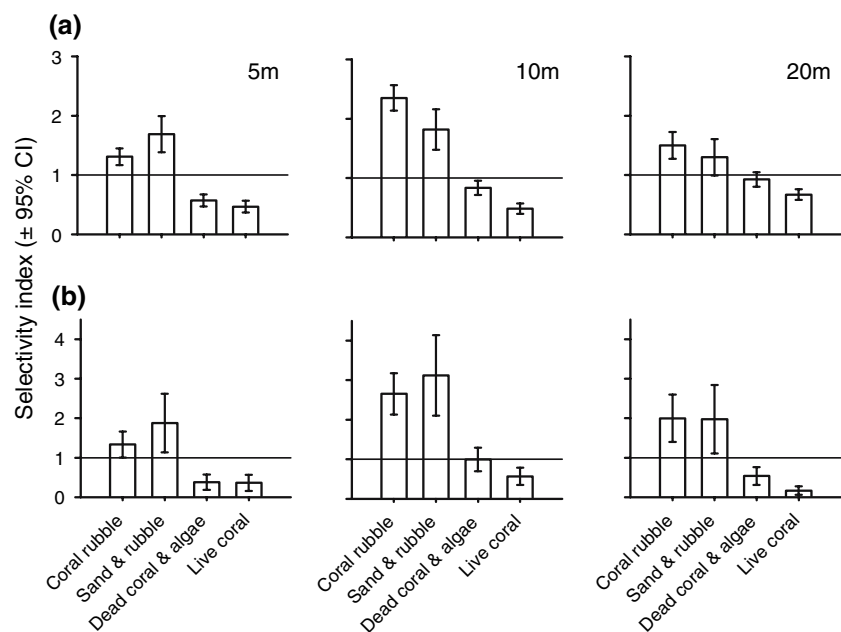 (a)
5m
10m
20m
3
2
1
0
Selectivity index (± 95% CI)
(b)
4
3
2
1
0
Coral rubble
Sand & rubble
Dead coral & algae
Live coral
Coral rubble
Sand & rubble
Dead coral & algae
Live coral
Coral rubble
Sand & rubble
Dead coral & algae
Live coral